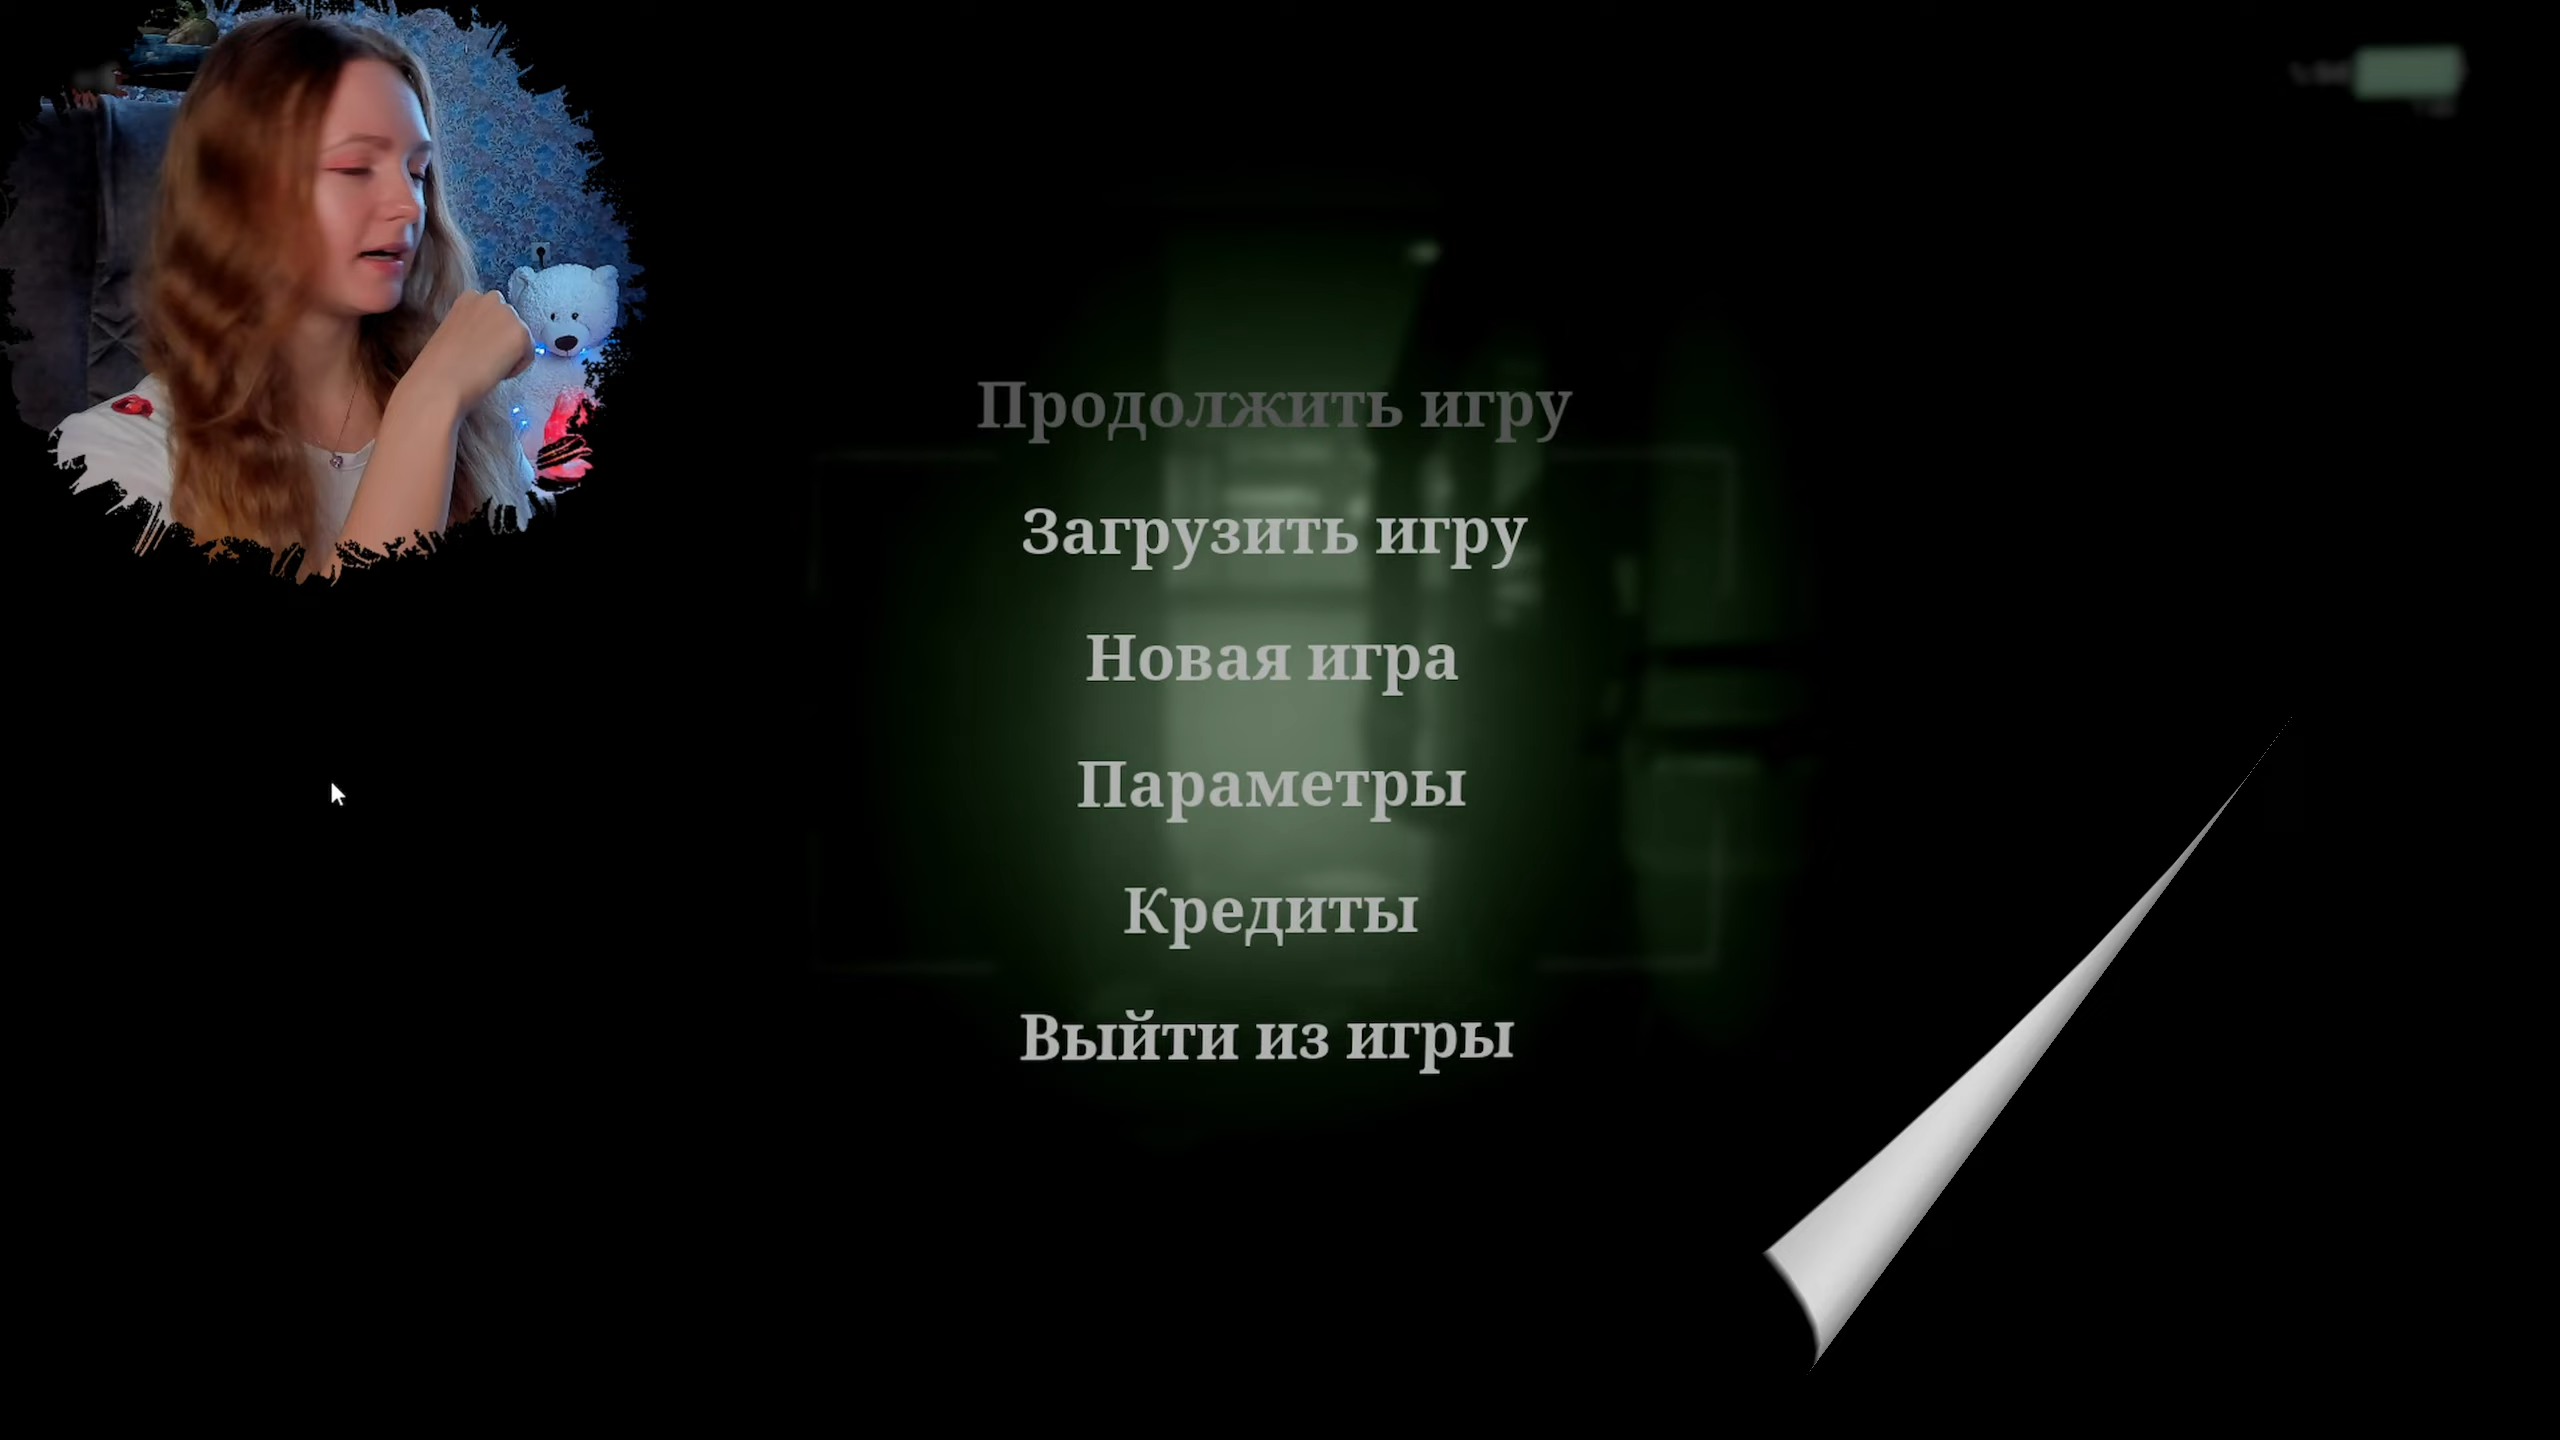 Продолжить игру
Загрузить игру
Новая игра
Параметры
Кредиты
Выйти из игры